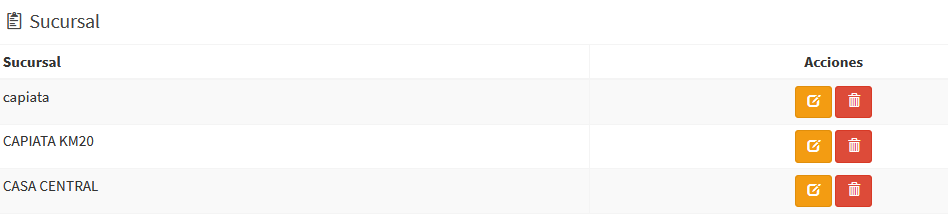 Sucursal
Sucursal Acciones
capiata
CAPIATA KM20
CASA CENTRAL